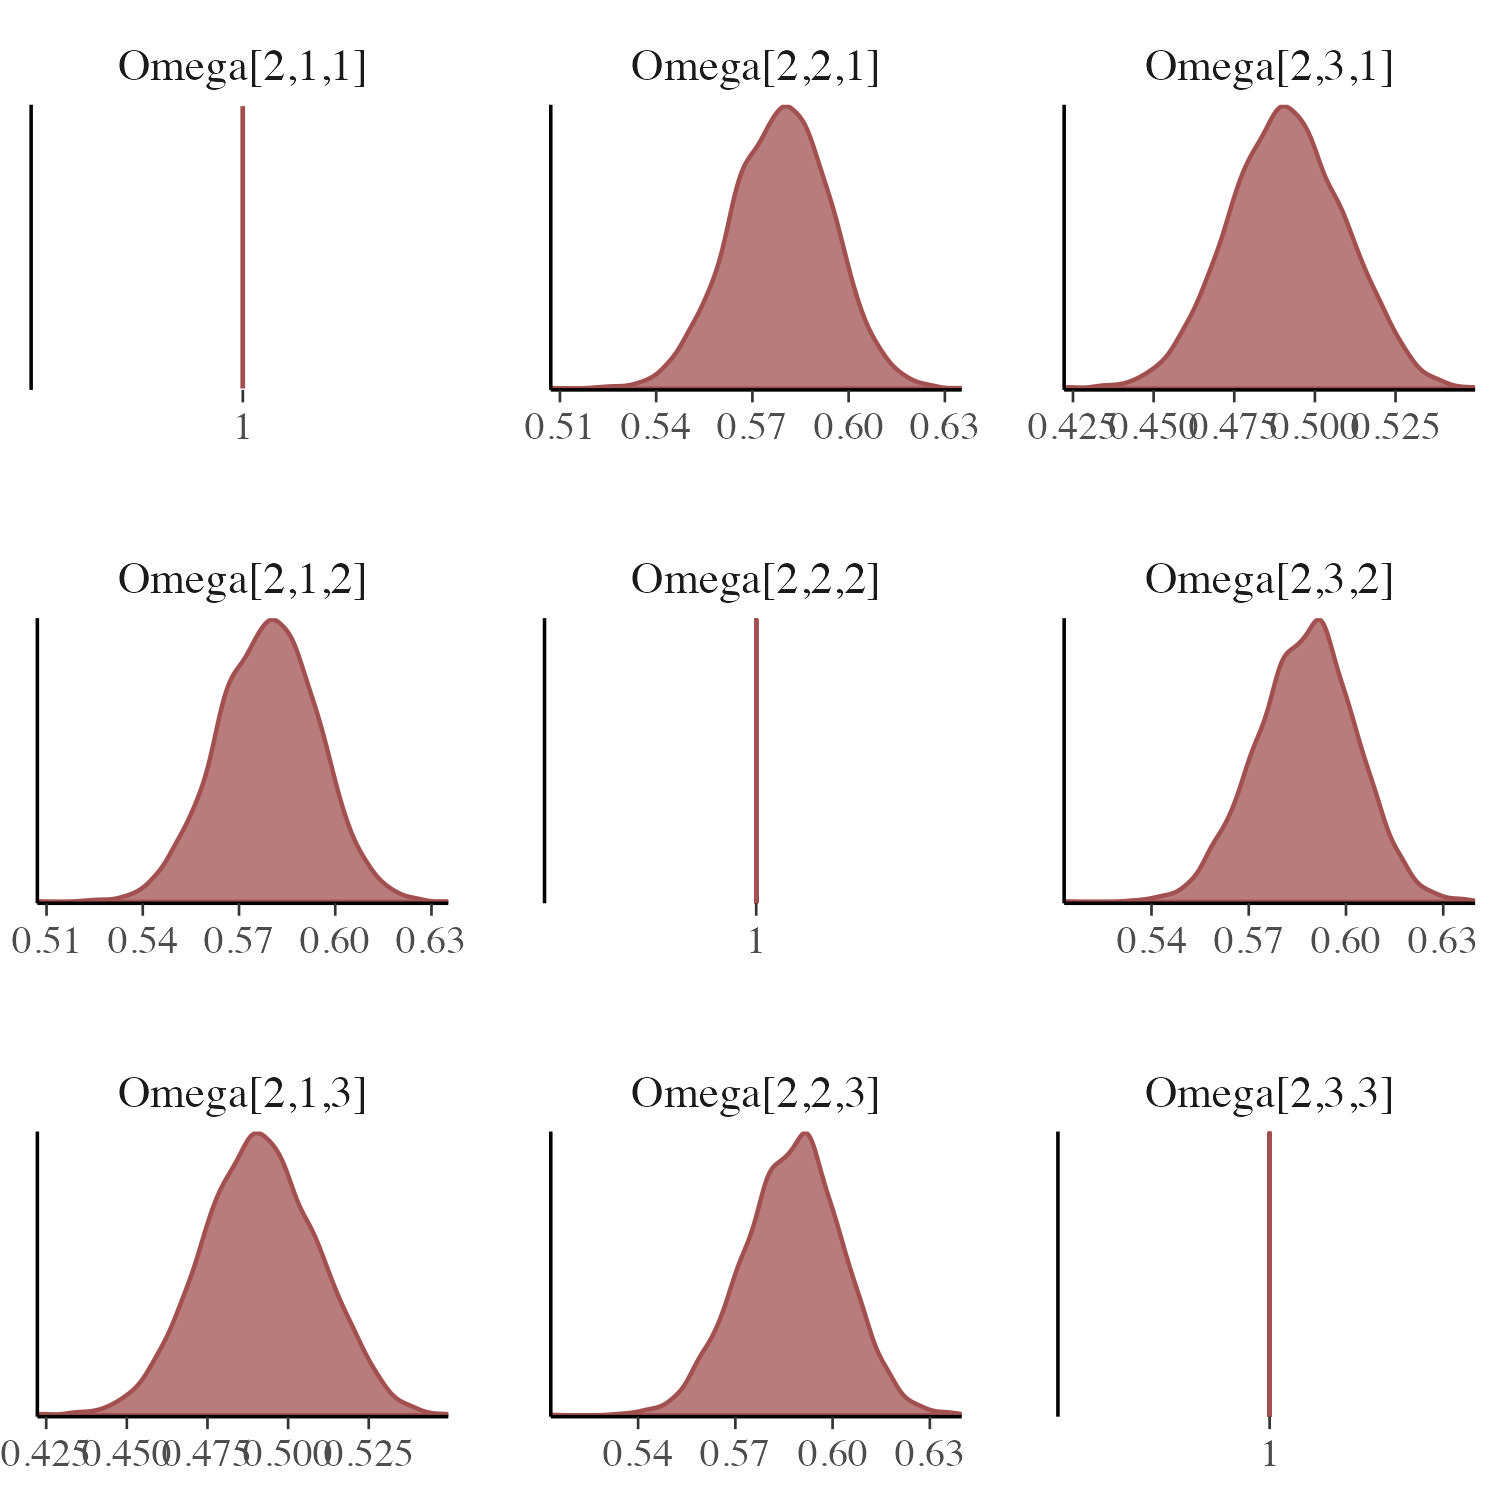 Omega[2,1,1] Omega[2,2,1] Omega[2,3,1]
1 0.51 0.54 0.57 0.60 0.63 0.425 0.450 0.475 0.500 0.525
Omega[2,1,2] Omega[2,2,2] Omega[2,3,2]
0.51 0.54 0.57 0.60 0.63 1 0.54 0.57 0.60 0.63
Omega[2,1,3] Omega[2,2,3] Omega[2,3,3]
0.425 0.450 0.475 0.500 0.525 0.54 0.57 0.60 0.63 1